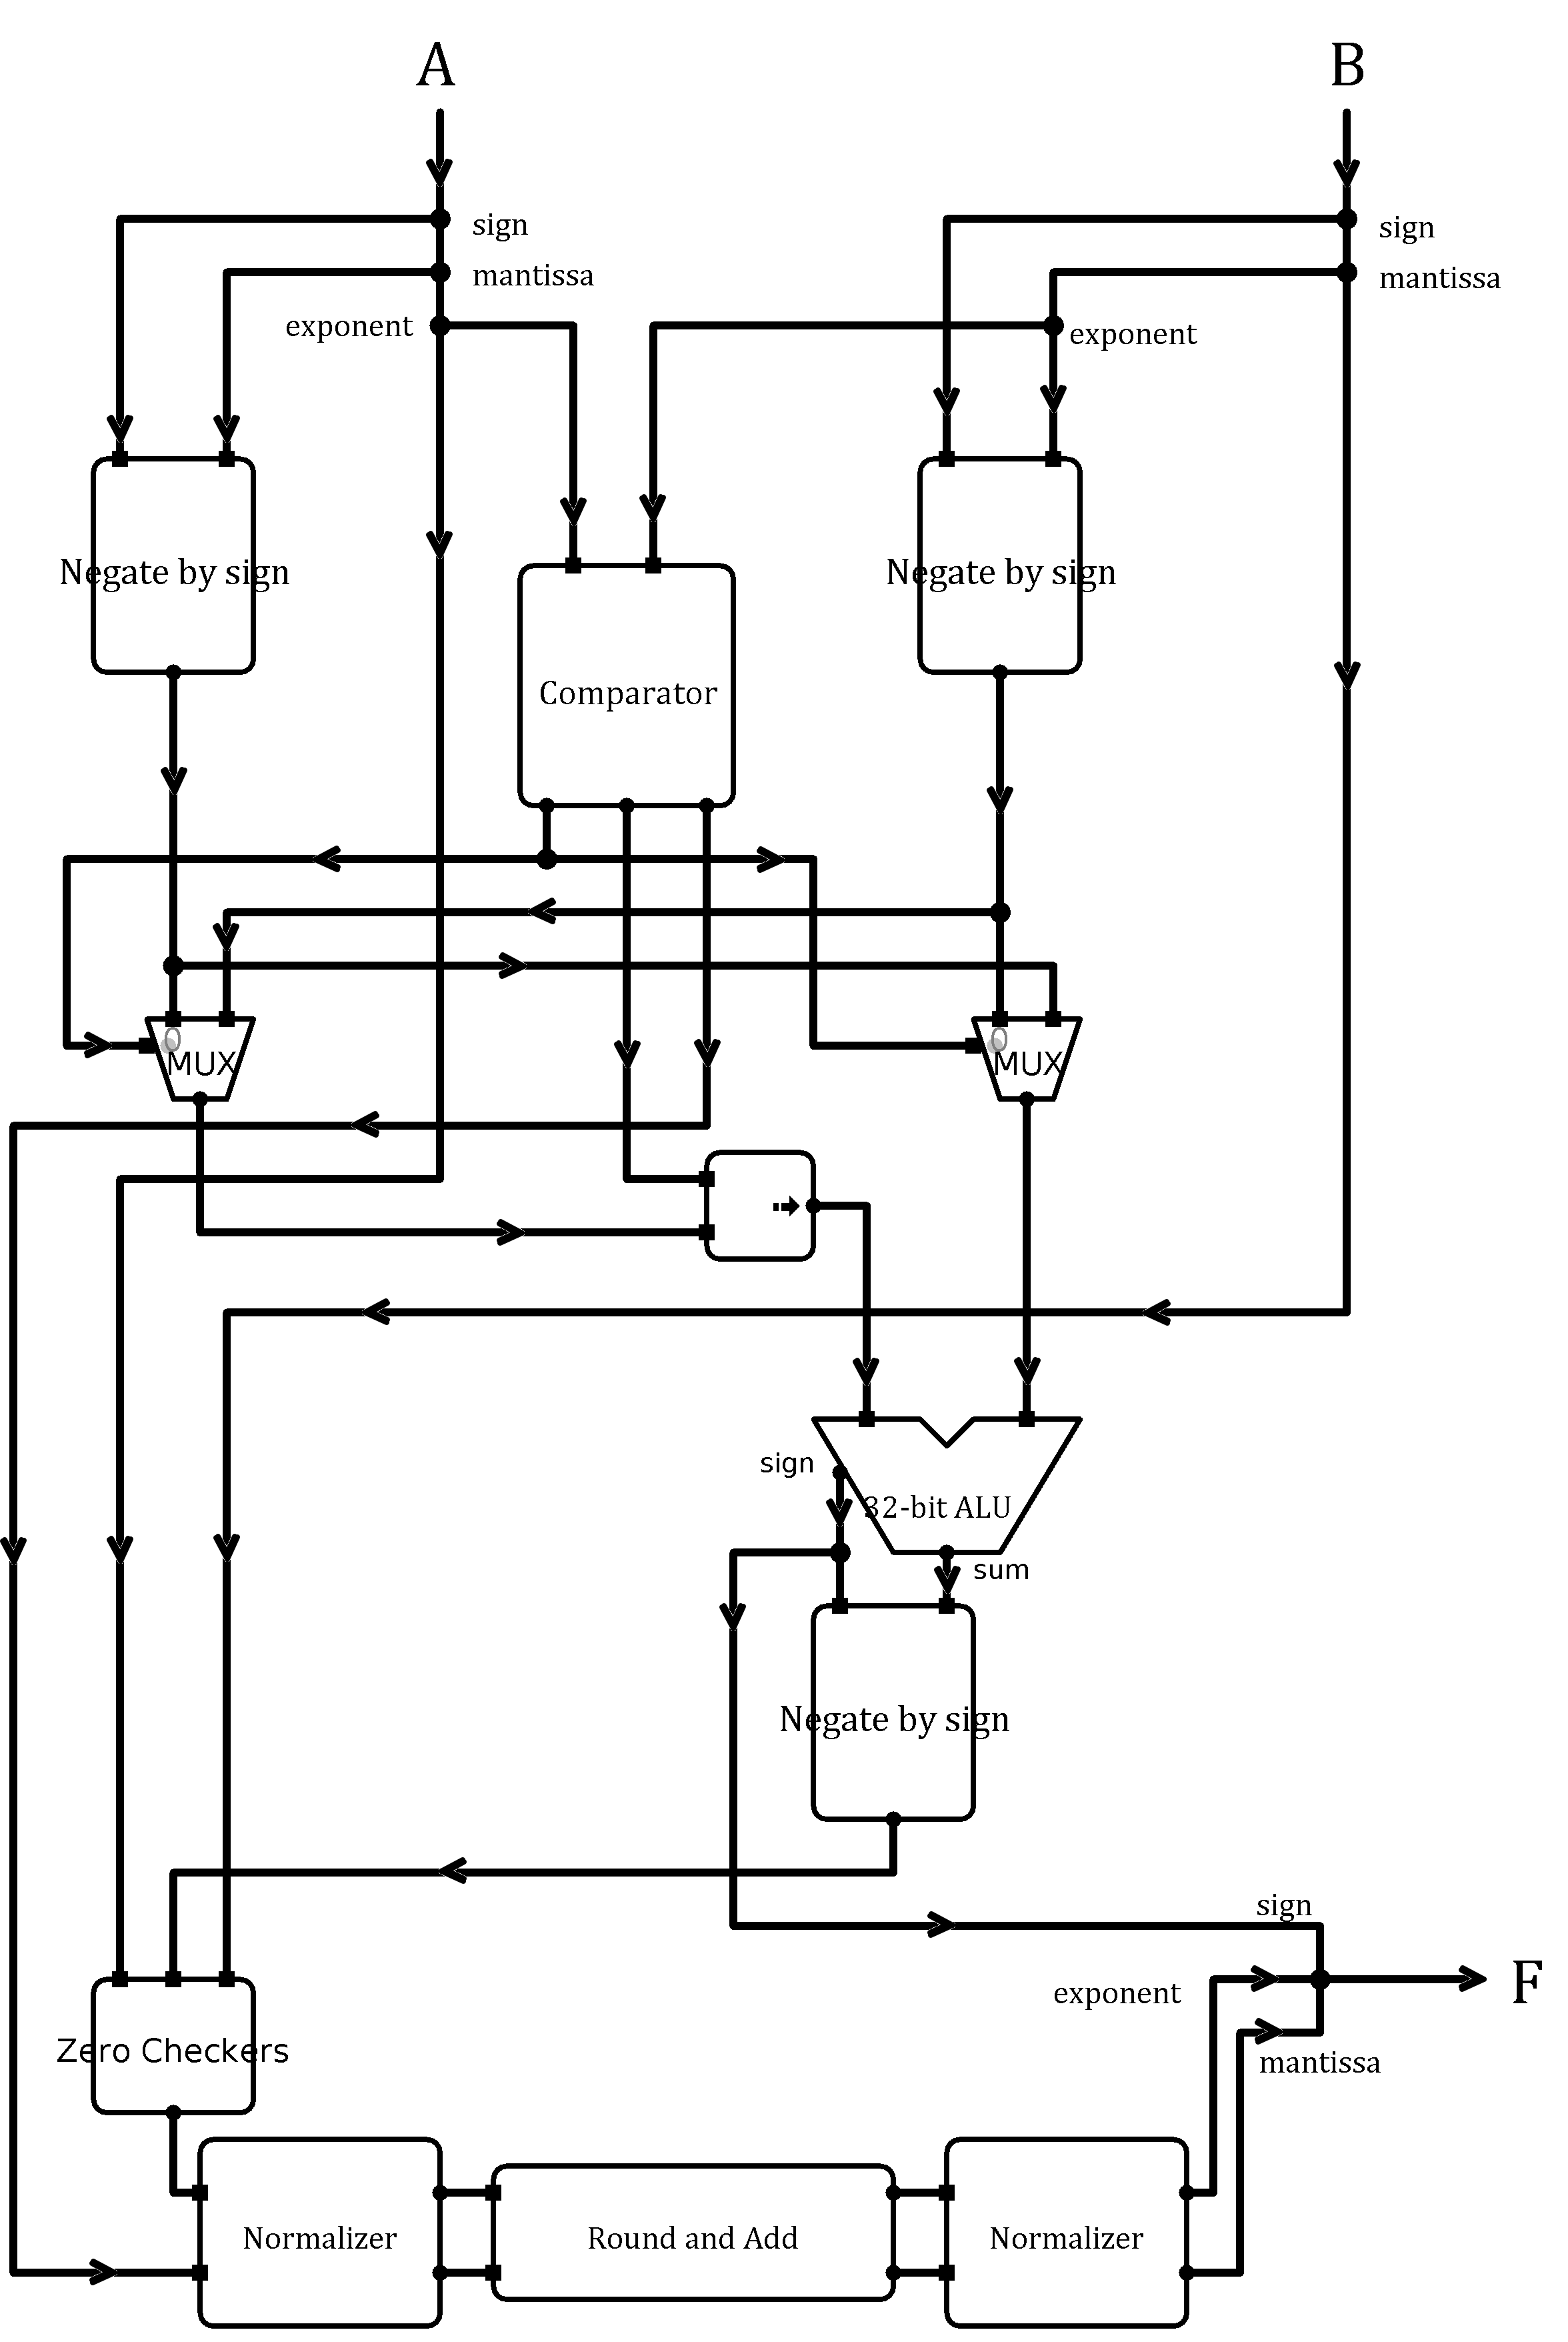 A
B
sign
sign
mantissa
mantissa
exponent
exponent
Negate by sign
Negate by sign
Comparator
0
MUX
0
MUX
sign
32-bit ALU
sum
Negate by sign
sign
exponent
F
Zero Checkers
mantissa
Normalizer
Round and Add
Normalizer